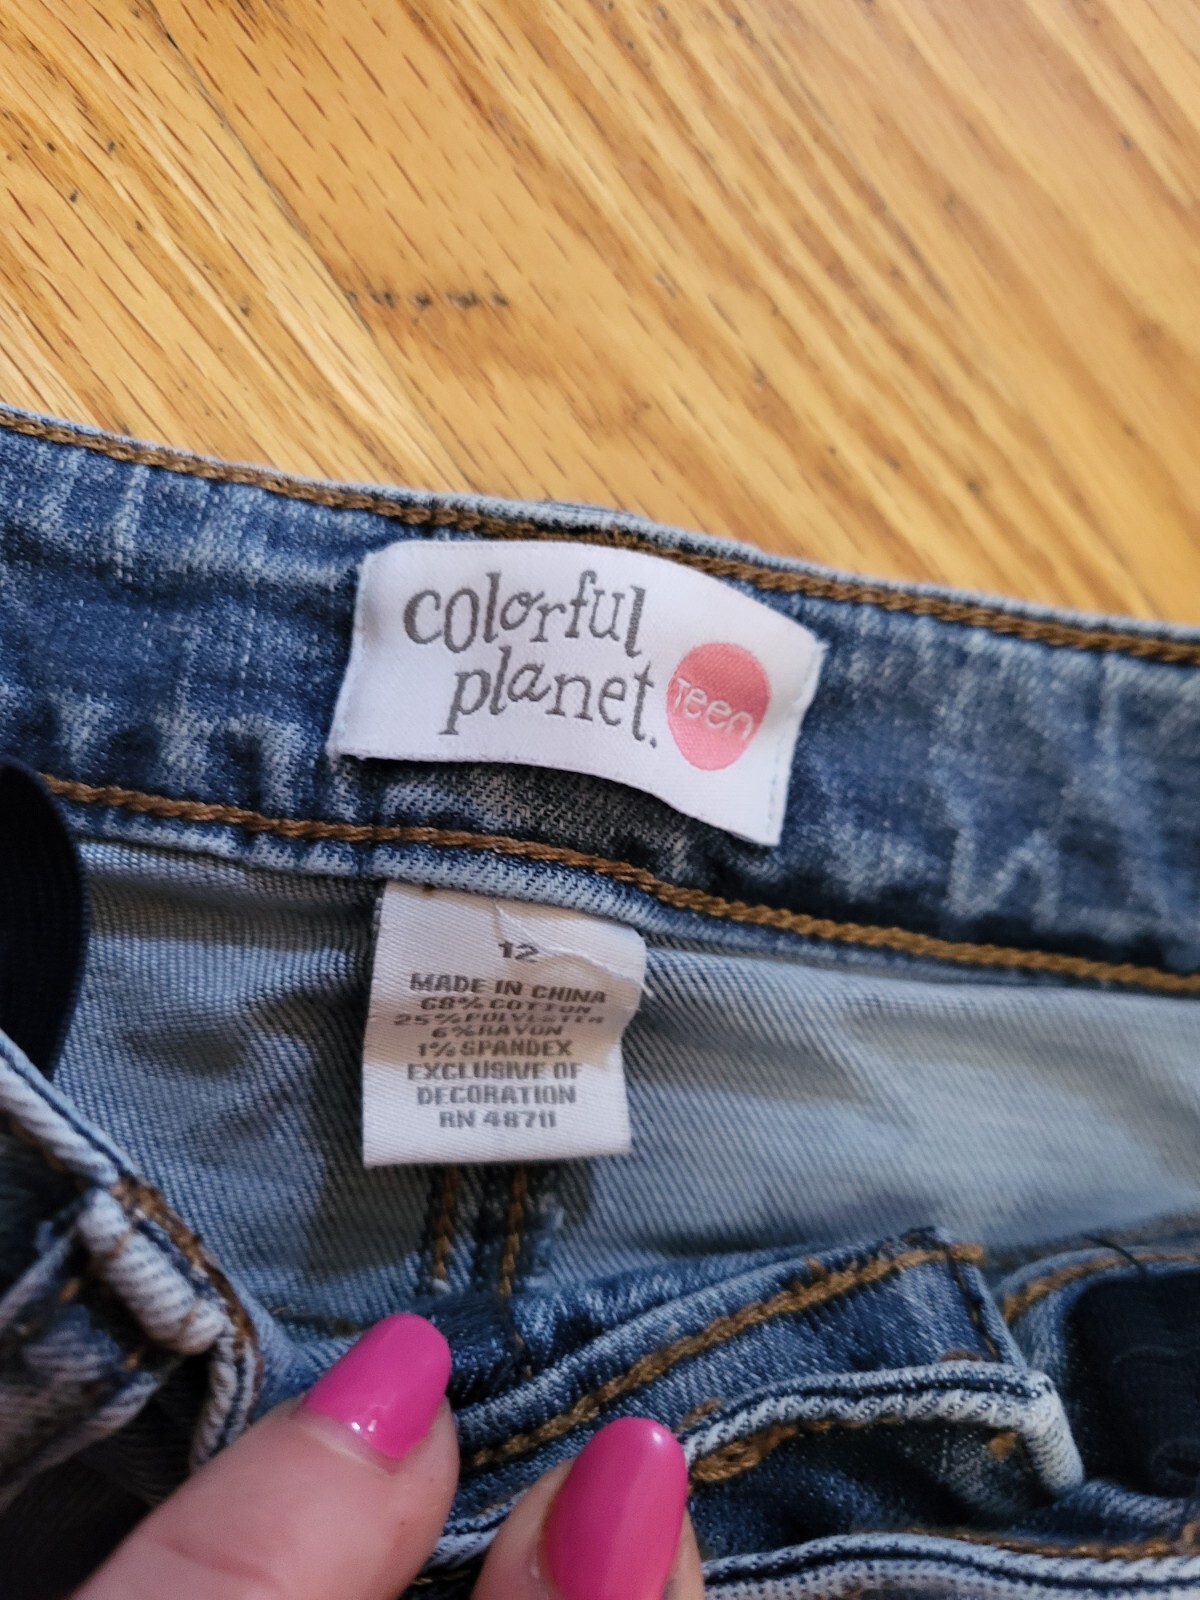 colorful
planet.
Teen
12
MADE IN CHINA
68% COTTON
25% POLYESTER
6% RAYON
1% SPANDEX
EXCLUSIVE OF
DECORATION
RN 48711